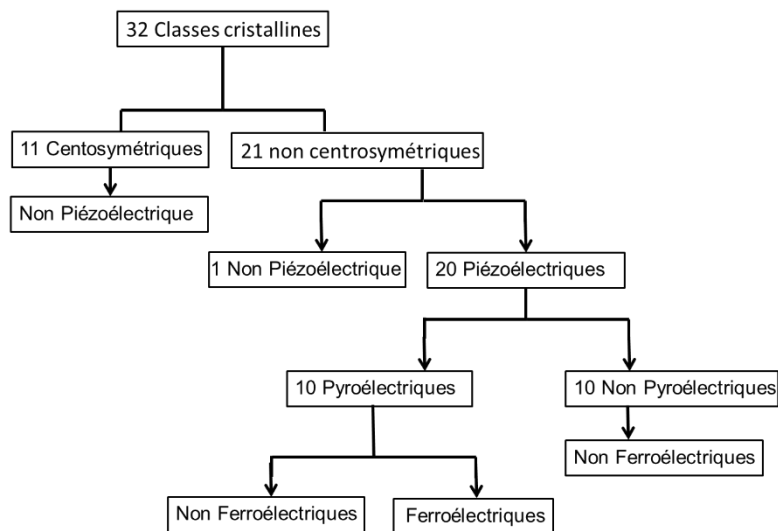 32 Classes cristallines
11 Centosymétriques
21 non centrosymétriques
Non Piézoélectrique
1 Non Piézoélectrique
20 Piézoélectriques
10 Pyroélectriques
10 Non Pyroélectriques
Non Ferroélectriques
Non Ferroélectriques
Ferroélectriques